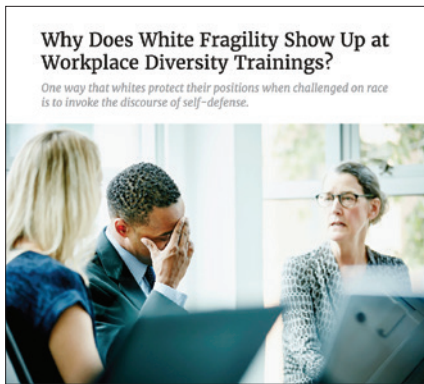 Why Does White Fragility Show Up at
Workplace Diversity Trainings?
One way that whites protect their positions when challenged on race
is to invoke the discourse of self-defense.